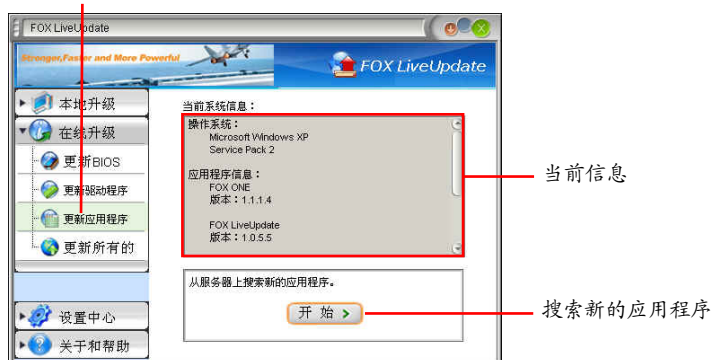 FOX LiveUpdate
Stronger,Faster and More Powerful
FOX LiveUpdate
本地升级
在线升级
更新BIOS
更新驱动程序
更新应用程序
更新所有的
设置中心
关于和帮助
当前系统信息：
操作系统：
Microsoft Windows XP
Service Pack 2
应用程序信息：
FOX ONE
版本：1.1.1.4
FOX LiveUpdate
版本：1.0.5.5
从服务器上搜索新的应用程序。
开 始
当前信息
搜索新的应用程序